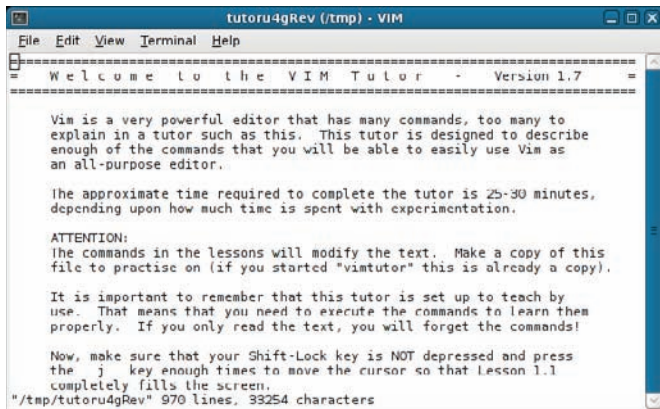 tutoru4gRev (/tmp) - VIM
File Edit View Terminal Help
================================================================================
= W e l c o m e t o t h e V I M T u t o r - Version 1.7 =
================================================================================
Vim is a very powerful editor that has many commands, too many to
explain in a tutor such as this. This tutor is designed to describe
enough of the commands that you will be able to easily use Vim as
an all-purpose editor.
The approximate time required to complete the tutor is 25-30 minutes,
depending upon how much time is spent with experimentation.
ATTENTION:
The commands in the lessons will modify the text. Make a copy of this
file to practise on (if you started "vimtutor" this is already a copy).
It is important to remember that this tutor is set up to teach by
use. That means that you need to execute the commands to learn them
properly. If you only read the text, you will forget the commands!
Now, make sure that your Shift-Lock key is NOT depressed and press
the j key enough times to move the cursor so that Lesson 1.1
completely fills the screen.
"/tmp/tutoru4gRev" 970 lines, 33254 characters